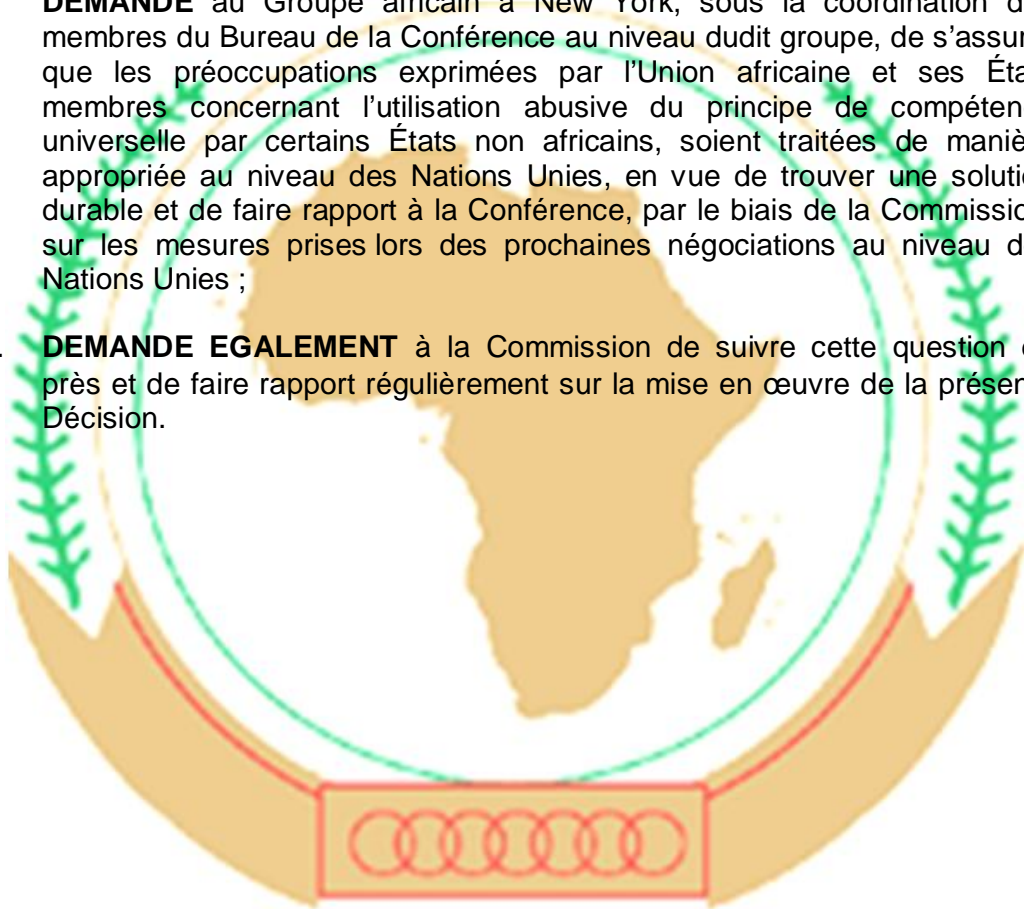 DEMANDE au Groupe africain à New York, sous la coordination d
membres du Bureau de la Conférence au niveau dudit groupe, de s’assur
que les préoccupations exprimées par l’Union africaine et ses Éta
membres concernant l’utilisation abusive du principe de compéten
universelle par certains États non africains, soient traitées de maniè
appropriée au niveau des Nations Unies, en vue de trouver une soluti
durable et de faire rapport à la Conférence, par le biais de la Commissio
sur les mesures prises lors des prochaines négociations au niveau d
Nations Unies ;
. DEMANDE EGALEMENT à la Commission de suivre cette question
près et de faire rapport régulièrement sur la mise en œuvre de la présen
Décision.